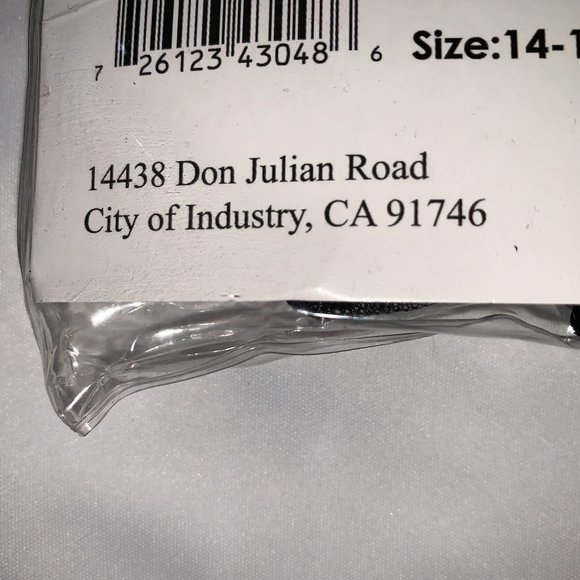 7 26123 43048 6 Size:14-1
14438 Don Julian Road
City of Industry, CA 91746